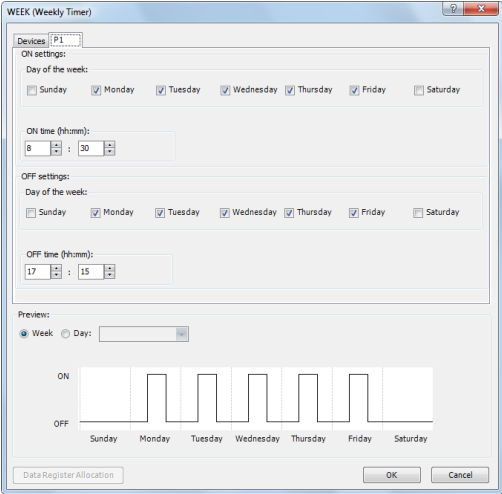 WEEK (Weekly Timer)
Devices P1
ON settings:
Day of the week:
Sunday Monday Tuesday Wednesday Thursday Friday Saturday
ON time (hh:mm):
8 : 30
OFF settings:
Day of the week:
Sunday Monday Tuesday Wednesday Thursday Friday Saturday
OFF time (hh:mm):
17 : 15
Preview:
Week Day:
ON
OFF
Sunday Monday Tuesday Wednesday Thursday Friday Saturday
Data Register Allocation OK Cancel